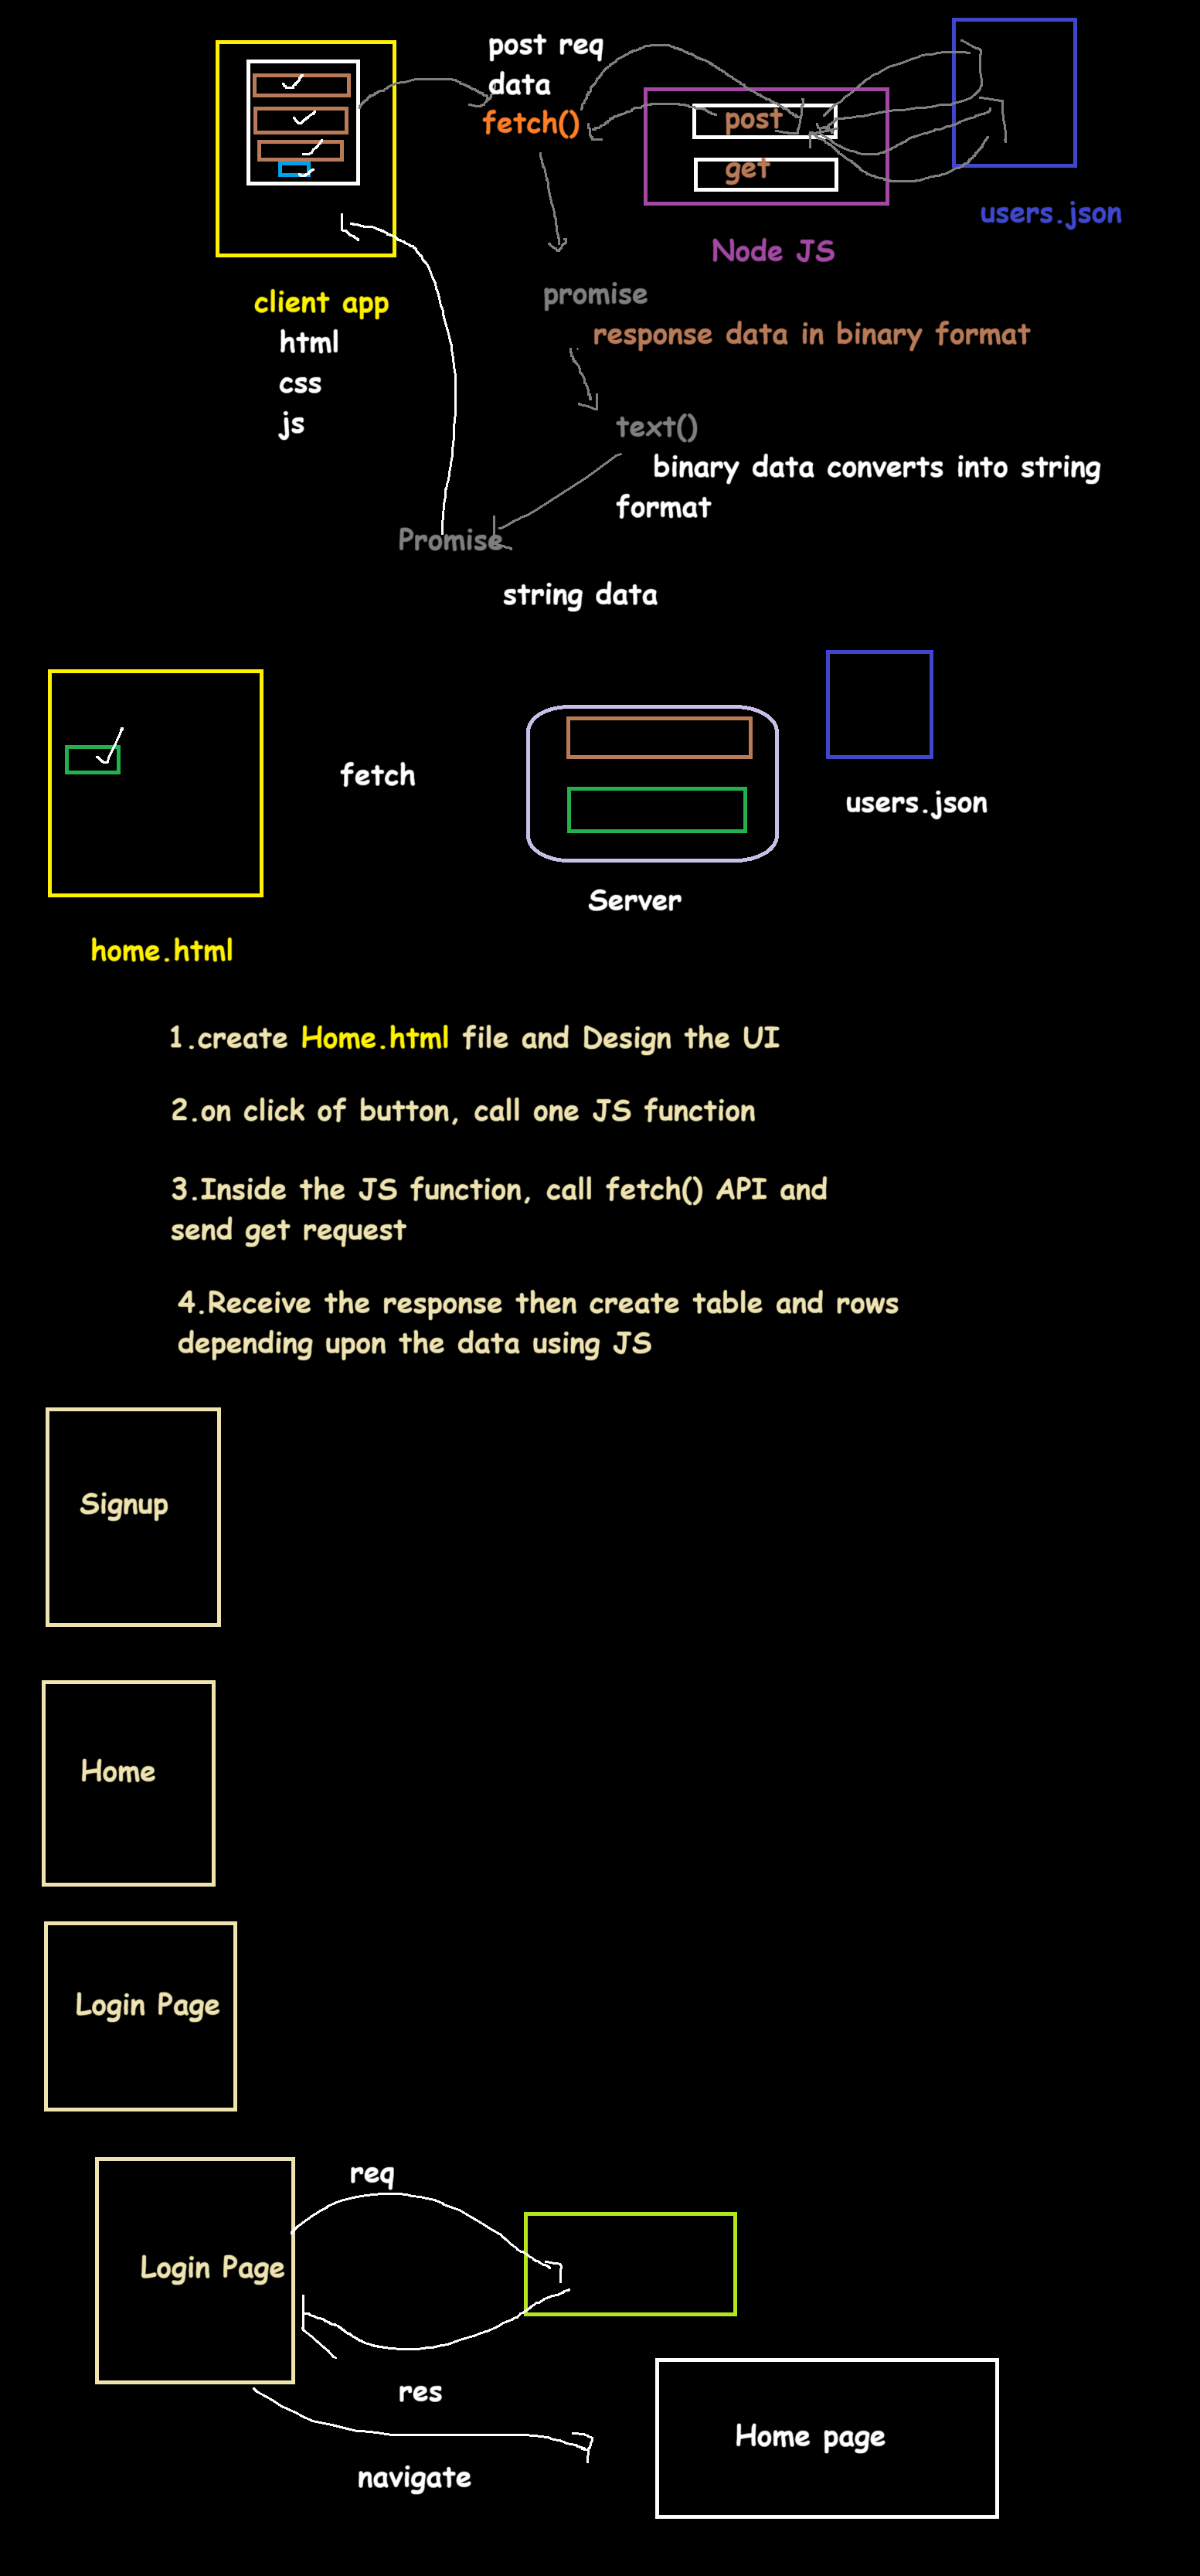 post req
data
fetch()
post
get
users.json
Node JS
client app
html
css
js
promise
response data in binary format
text()
binary data converts into string
format
Promise
string data
fetch
users.json
Server
home.html
1.create Home.html file and Design the UI
2.on click of button, call one JS function
3.Inside the JS function, call fetch() API and
send get request
4.Receive the response then create table and rows
depending upon the data using JS
Signup
Home
Login Page
req
Login Page
res
Home page
navigate